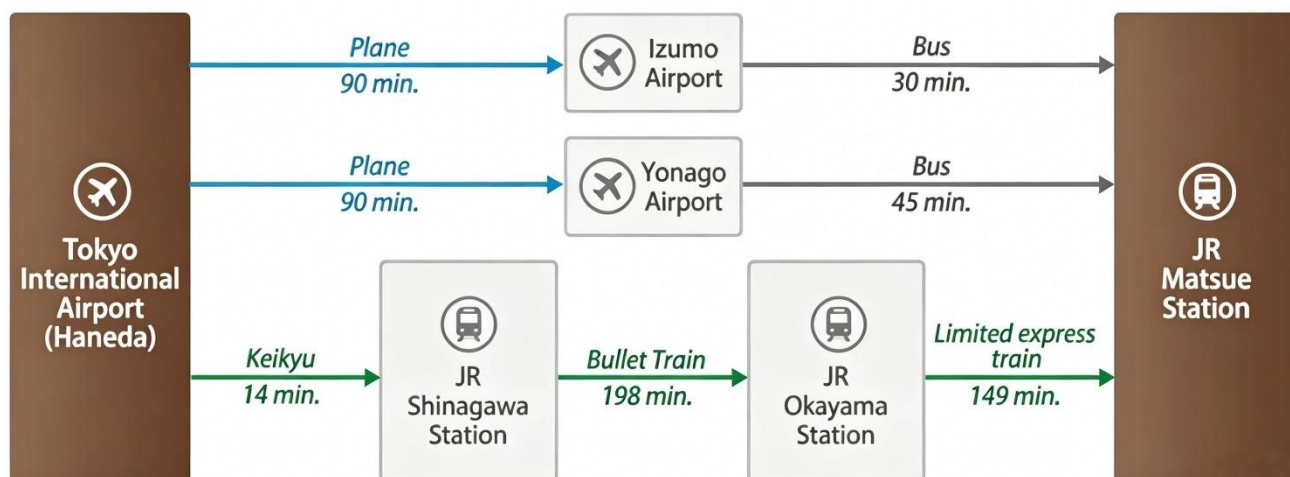 Tokyo
International
Airport
(Haneda)
Plane
90 min.
Izumo
Airport
Bus
30 min.
Plane
90 min.
Yonago
Airport
Bus
45 min.
Keikyu
14 min.
JR
Shinagawa
Station
Bullet Train
198 min.
JR
Okayama
Station
Limited express
train
149 min.
JR
Matsue
Station